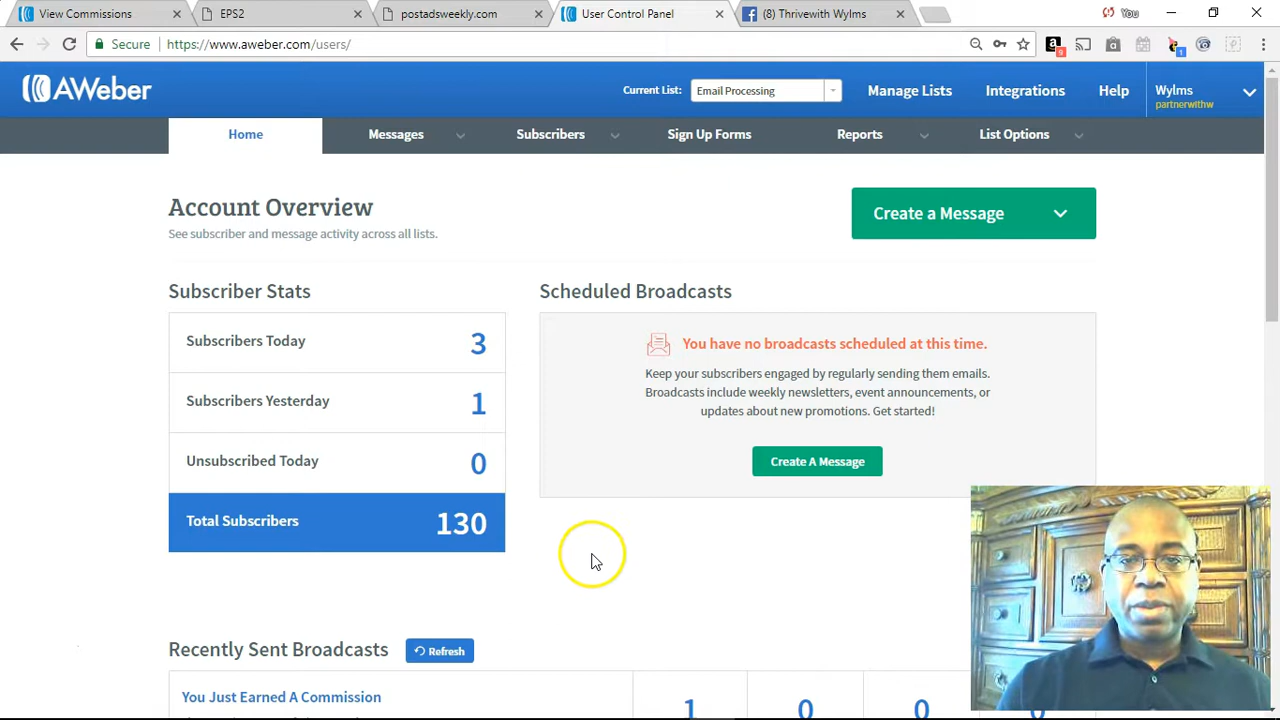 View Commissions
EPS2
postadsweekly.com
User Control Panel
(8) Thrivewith Wylms
You
Secure
https://www.aweber.com/users/
9
1
AWeber
Current List:
Email Processing
Manage Lists
Integrations
Help
Wylms
partnerwithw
Home
Messages
Subscribers
Sign Up Forms
Reports
List Options
Account Overview
See subscriber and message activity across all lists.
Create a Message
Subscriber Stats
Subscribers Today 3
Subscribers Yesterday 1
Unsubscribed Today 0
Total Subscribers 130
Scheduled Broadcasts
You have no broadcasts scheduled at this time.
Keep your subscribers engaged by regularly sending them emails.
Broadcasts include weekly newsletters, event announcements, or
updates about new promotions. Get started!
Create A Message
Recently Sent Broadcasts
Refresh
You Just Earned A Commission
1 0 0